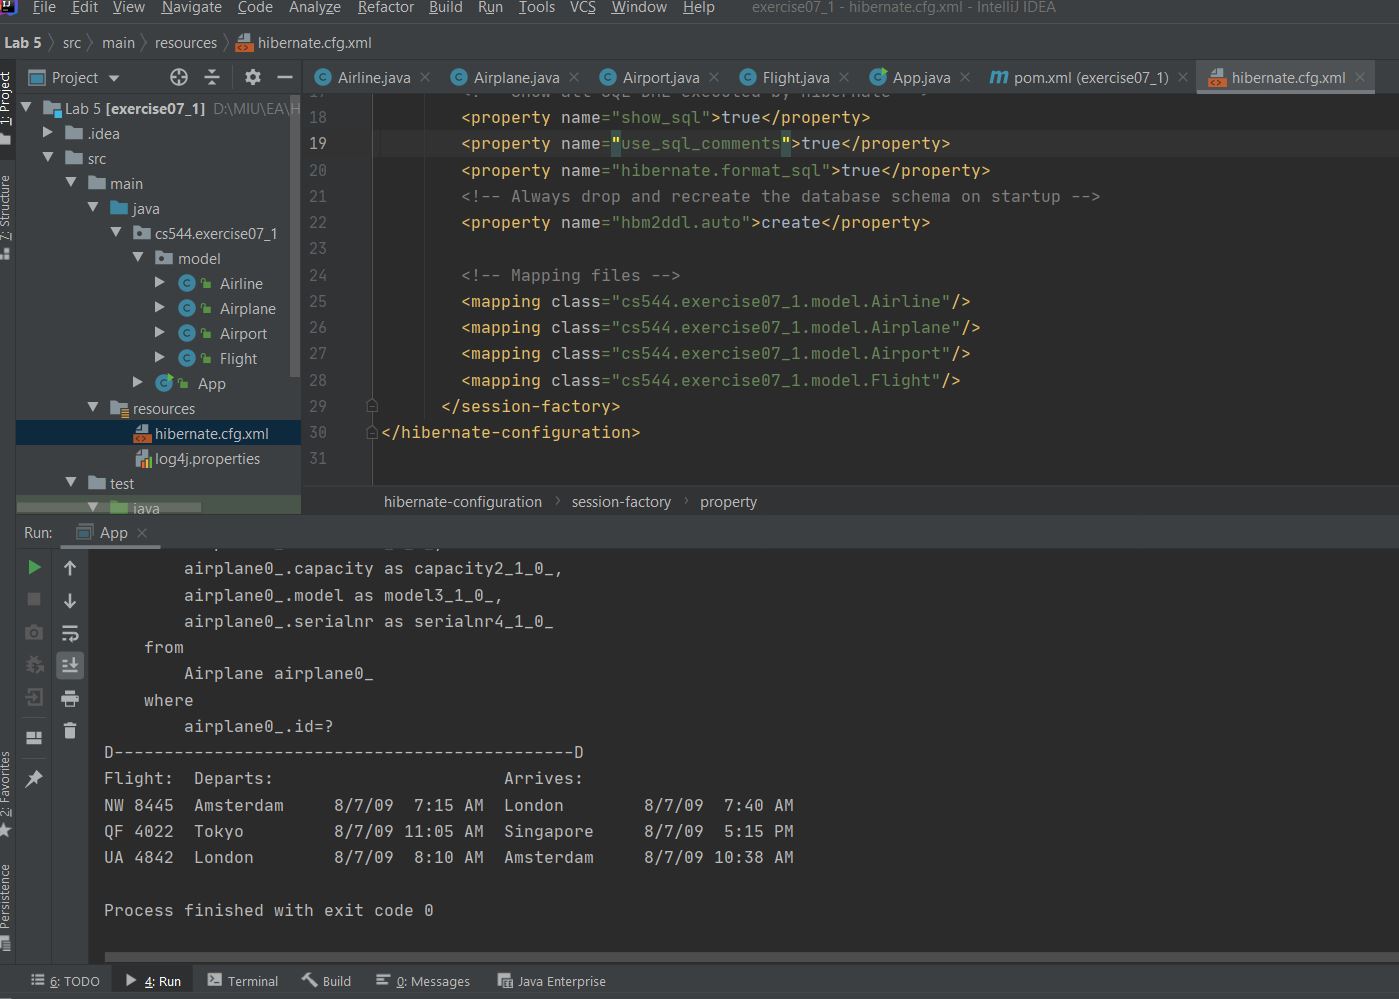 File Edit View Navigate Code Analyze Refactor Build Run Tools VCS Window Help exercise07_1 - hibernate.cfg.xml - IntelliJ IDEA
Lab 5 src main resources hibernate.cfg.xml
Project
Airline.java Airplane.java Airport.java Flight.java App.java pom.xml (exercise07_1) hibernate.cfg.xml
1: Project
7: Structure
2: Favorites
Persistence
Lab 5 [exercise07_1] D:\MIU\EA\H
.idea
src
main
java
cs544.exercise07_1
model
Airline
Airplane
Airport
Flight
App
resources
hibernate.cfg.xml
log4j.properties
test
java
17 <!-- Show all SQL DML executed by Hibernate -->
18 <property name="show_sql">true</property>
19 <property name="use_sql_comments">true</property>
20 <property name="hibernate.format_sql">true</property>
21 <!-- Always drop and recreate the database schema on startup -->
22 <property name="hbm2ddl.auto">create</property>
23
24 <!-- Mapping files -->
25 <mapping class="cs544.exercise07_1.model.Airline"/>
26 <mapping class="cs544.exercise07_1.model.Airplane"/>
27 <mapping class="cs544.exercise07_1.model.Airport"/>
28 <mapping class="cs544.exercise07_1.model.Flight"/>
29 </session-factory>
30 </hibernate-configuration>
31
hibernate-configuration session-factory property
Run: App
airplane0_.capacity as capacity2_1_0_,
airplane0_.model as model3_1_0_,
airplane0_.serialnr as serialnr4_1_0_
from
Airplane airplane0_
where
airplane0_.id=?
D----------------------------------------------D
Flight: Departs: Arrives:
NW 8445 Amsterdam 8/7/09 7:15 AM London 8/7/09 7:40 AM
QF 4022 Tokyo 8/7/09 11:05 AM Singapore 8/7/09 5:15 PM
UA 4842 London 8/7/09 8:10 AM Amsterdam 8/7/09 10:38 AM
Process finished with exit code 0
6: TODO 4: Run Terminal Build 0: Messages Java Enterprise